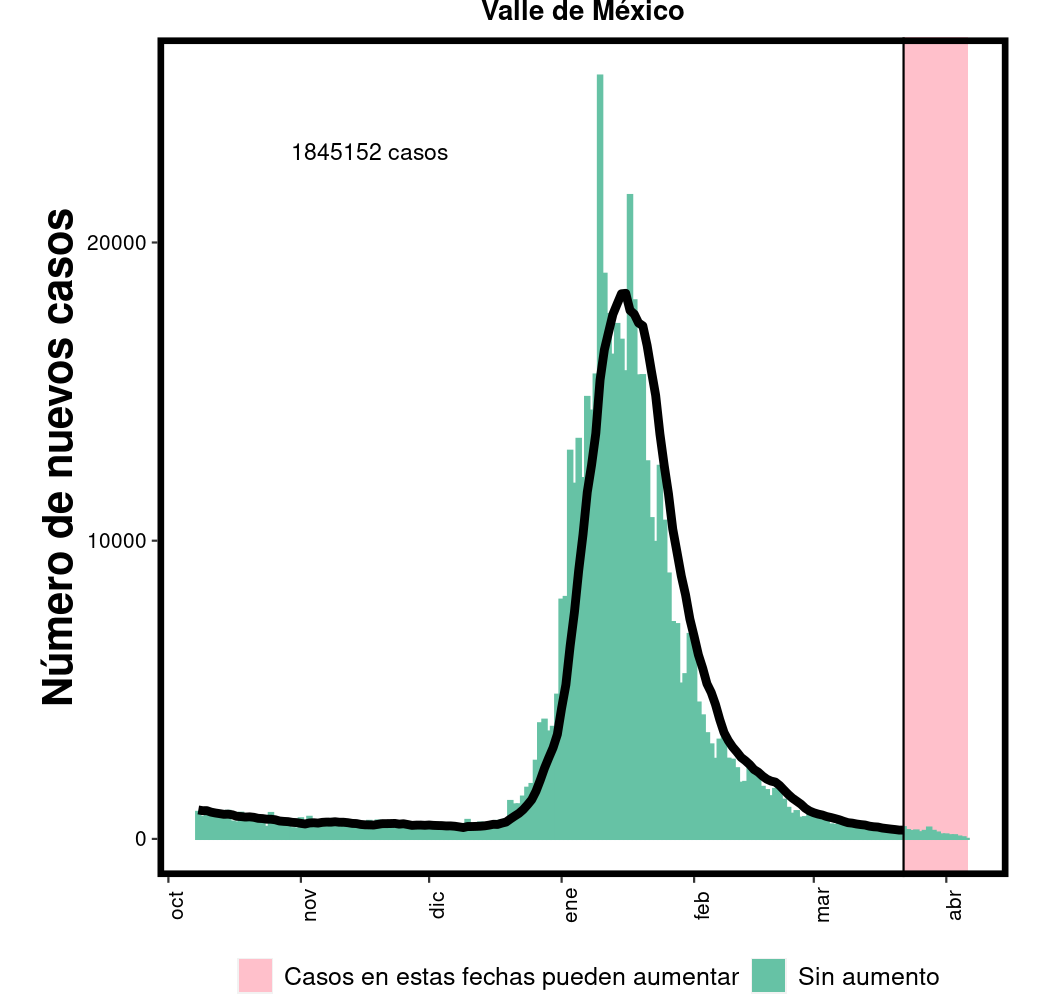 Valle de México
1845152 casos
Número de nuevos casos
20000
10000
0
oct
nov
dic
ene
feb
mar
abr
Casos en estas fechas pueden aumentar
Sin aumento